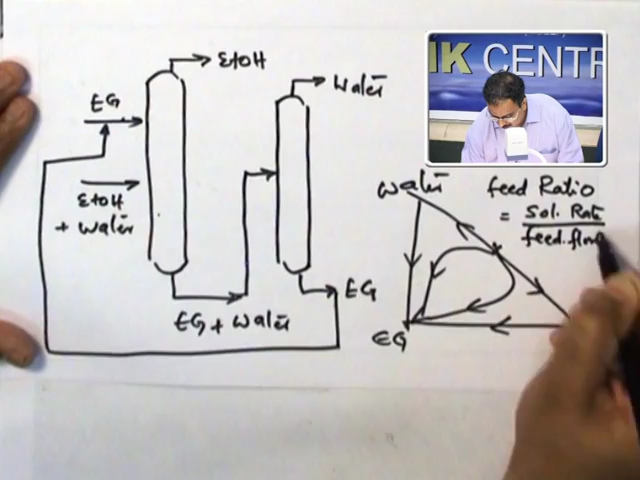 EtOH
EG
Water
EtOH
+ Water
EG + Water
EG
Water
EG
feed Ratio
= Sol. Rate
feed.flow
IK CENTR